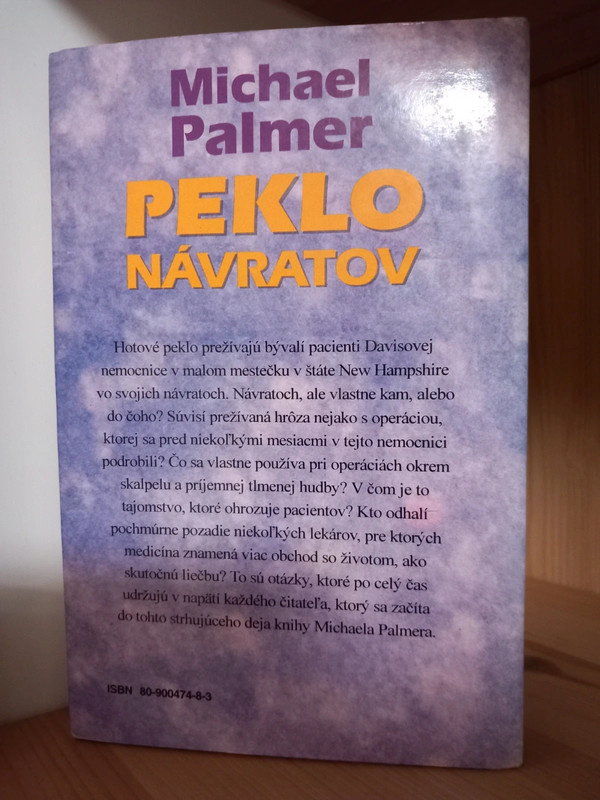 Michael
Palmer
PEKLO
NÁVRATOV
Hotové peklo prežívajú bývalí pacienti Davisovej
nemocnice v malom mestečku v štáte New Hampshire
vo svojich návratoch. Návratoch, ale vlastne kam, alebo
do čoho? Súvisí prežívaná hrôza nejako s operáciou,
ktorej sa pred niekoľkými mesiacmi v tejto nemocnici
podrobili? Čo sa vlastne používa pri operáciách okrem
skalpelu a príjemnej tlmenej hudby? V čom je to
tajomstvo, ktoré ohrozuje pacientov? Kto odhalí
pochmúrne pozadie niekoľkých lekárov, pre ktorých
medicína znamená viac obchod so životom, ako
skutočnú liečbu? To sú otázky, ktoré po celý čas
udržujú v napätí každého čitateľa, ktorý sa začíta
do tohto strhujúceho deja knihy Michaela Palmera.
ISBN 80-900474-8-3